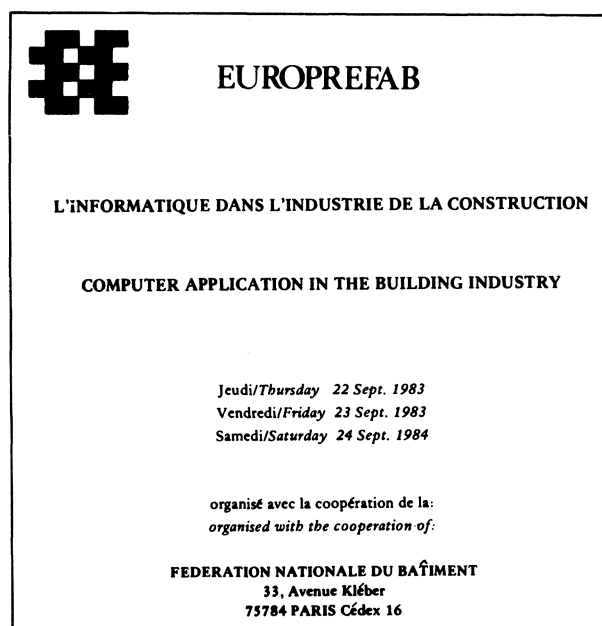 EUROPREFAB
L'iNFORMATIQUE DANS L'INDUSTRIE DE LA CONSTRUCTION
COMPUTER APPLICATION IN THE BUILDING INDUSTRY
Jeudi/Thursday 22 Sept. 1983
Vendredi/Friday 23 Sept. 1983
Samedi/Saturday 24 Sept. 1984
organisé avec la coopération de la:
organised with the cooperation of:
FEDERATION NATIONALE DU BATÎMENT
33, Avenue Kléber
75784 PARIS Cédex 16